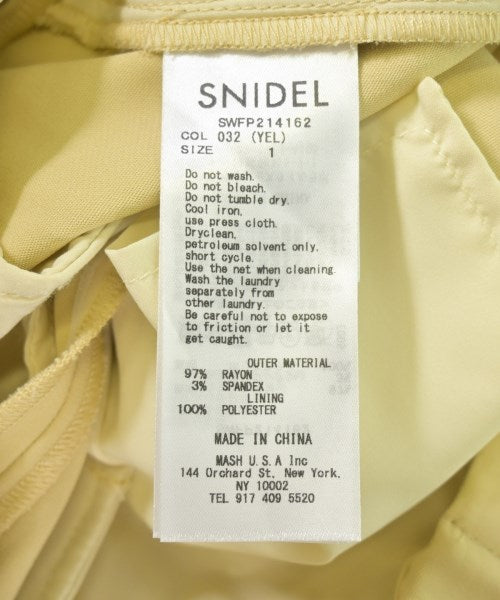 SNIDEL
SWFP214162
COL 032 (YEL)
SIZE 1
Do not wash.
Do not bleach.
Do not tumble dry.
Cool iron.
use press cloth.
Dryclean.
petroleum solvent only.
short cycle.
Use the net when cleaning.
Wash the laundry
separately from
other laundry.
Be careful not to expose
to friction or let it
get caught.
OUTER MATERIAL
97% RAYON
3% SPANDEX
LINING
100% POLYESTER
MADE IN CHINA
MASH U.S.A Inc
144 Orchard St, New York.
NY 10002
TEL 917 409 5520